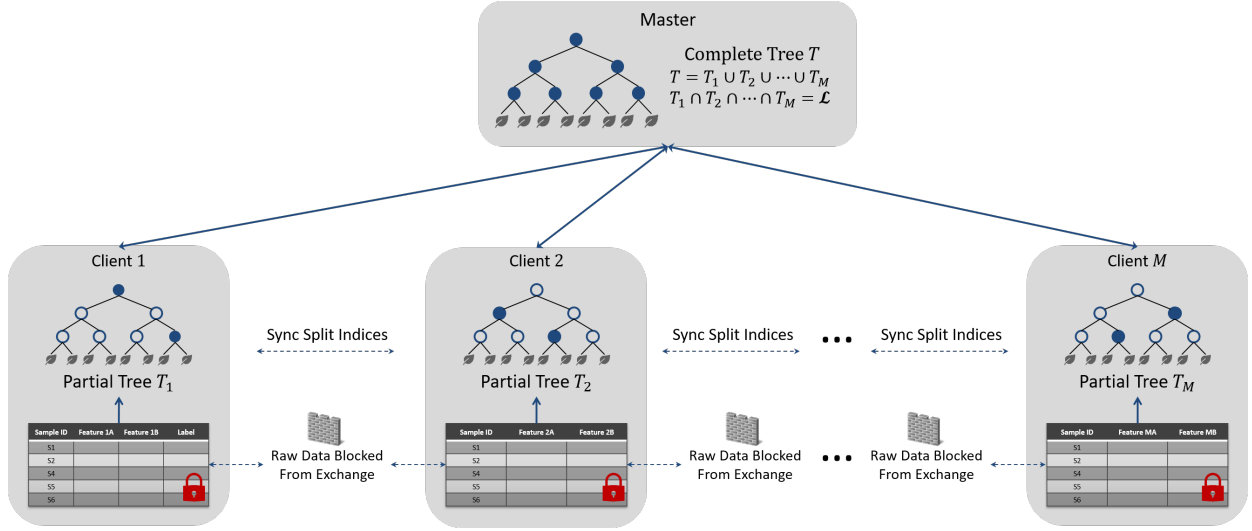 Master
Complete Tree T
T = T₁ ∪ T₂ ∪ ⋯ ∪ T_M
T₁ ∩ T₂ ∩ ⋯ ∩ T_M = 𝓛
Client 1
Client 2
Client M
Sync Split Indices
Sync Split Indices
•••
Sync Split Indices
Partial Tree T₁
Partial Tree T₂
Partial Tree T_M
Sample ID Feature 1A Feature 1B Label
S1
S2
S4
S5
S6
Raw Data Blocked
From Exchange
Sample ID Feature 2A Feature 2B
S1
S2
S4
S5
S6
Raw Data Blocked
From Exchange
•••
Raw Data Blocked
From Exchange
Sample ID Feature MA Feature MB
S1
S2
S4
S5
S6